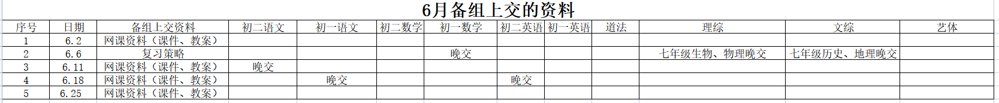 6月备组上交的资料
序号 日期 备组上交资料 初二语文 初一语文 初二数学 初一数学 初二英语 初一英语 道法 理综 文综 艺体
1 6.2 网课资料（课件、教案）
2 6.6 复习策略 晚交 七年级生物、物理晚交 七年级历史、地理晚交
3 6.11 网课资料（课件、教案） 晚交
4 6.18 网课资料（课件、教案） 晚交 晚交
5 6.25 网课资料（课件、教案）